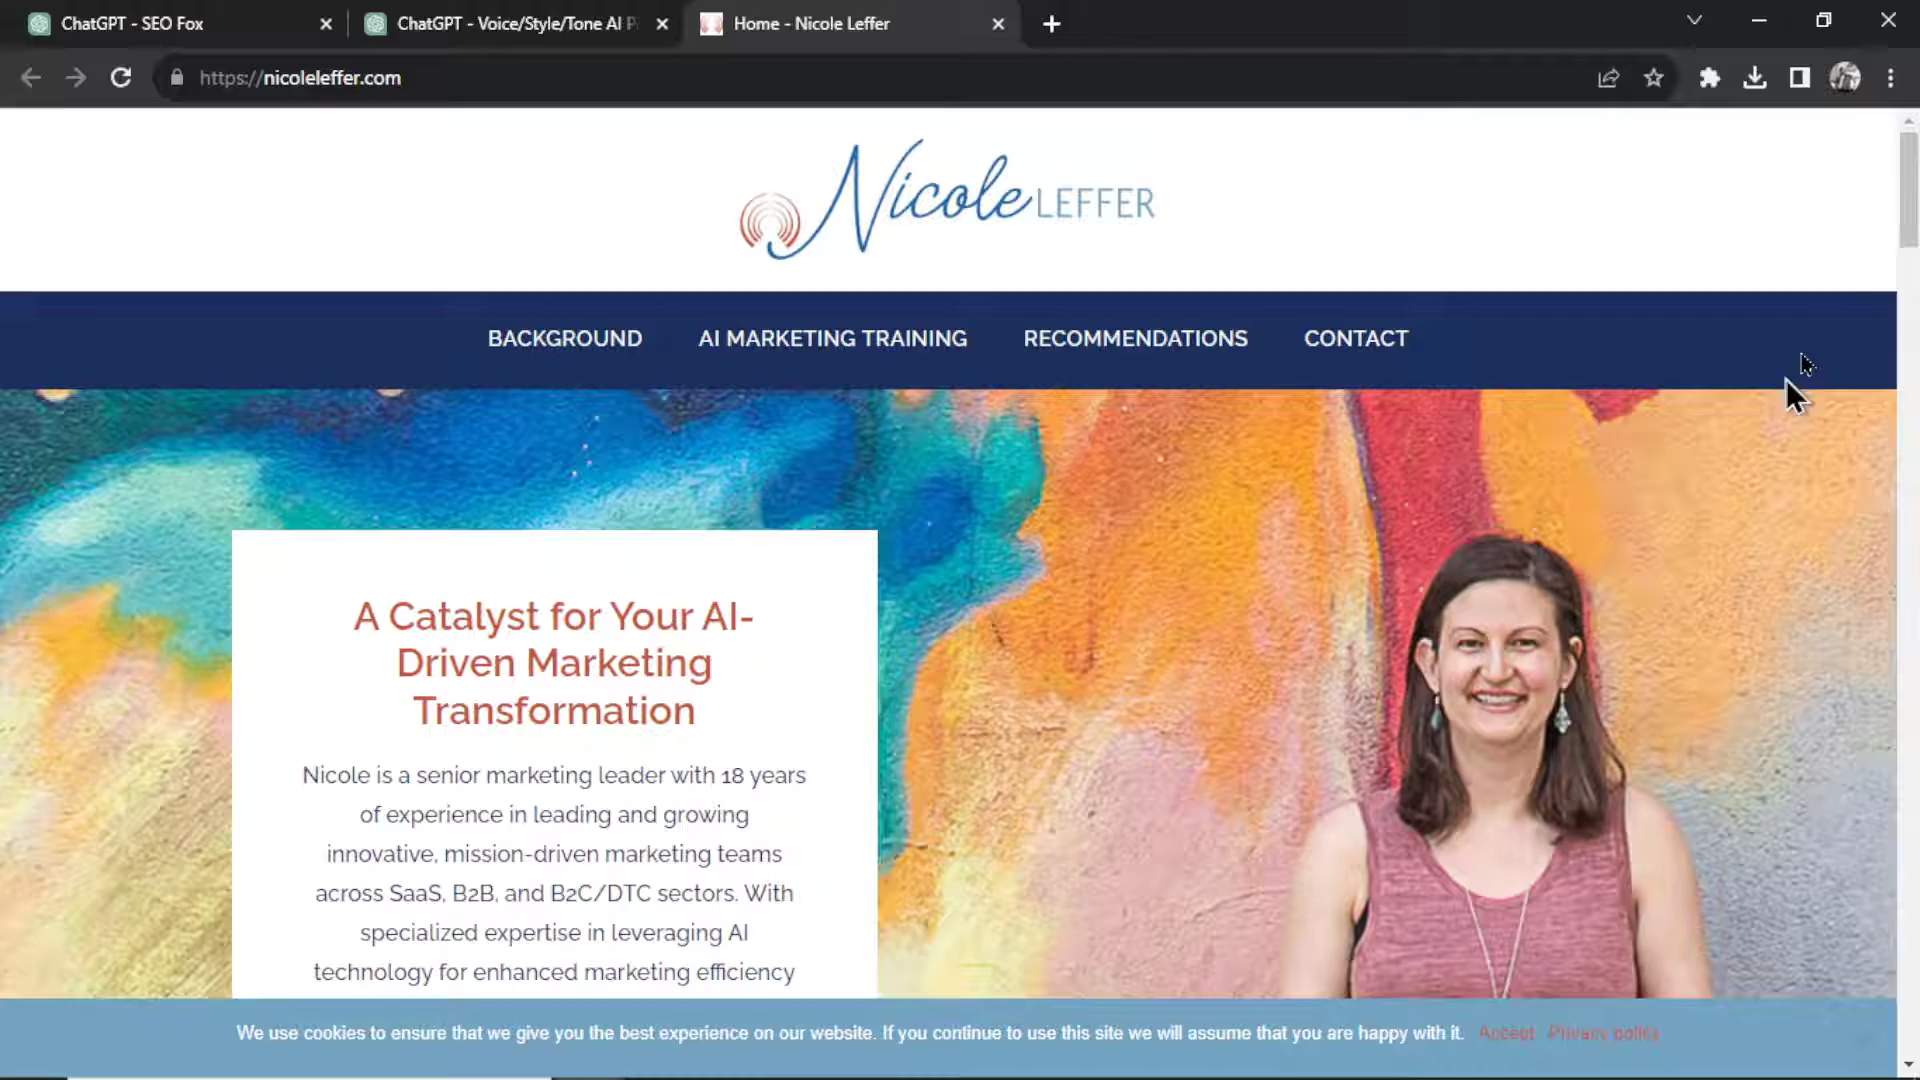 ChatGPT - SEO Fox
ChatGPT - Voice/Style/Tone AI P
Home - Nicole Leffer
https://nicoleleffer.com
Nicole LEFFER
BACKGROUND
AI MARKETING TRAINING
RECOMMENDATIONS
CONTACT
A Catalyst for Your AI-
Driven Marketing
Transformation
Nicole is a senior marketing leader with 18 years
of experience in leading and growing
innovative, mission-driven marketing teams
across SaaS, B2B, and B2C/DTC sectors. With
specialized expertise in leveraging AI
technology for enhanced marketing efficiency
We use cookies to ensure that we give you the best experience on our website. If you continue to use this site we will assume that you are happy with it. Accept Privacy policy